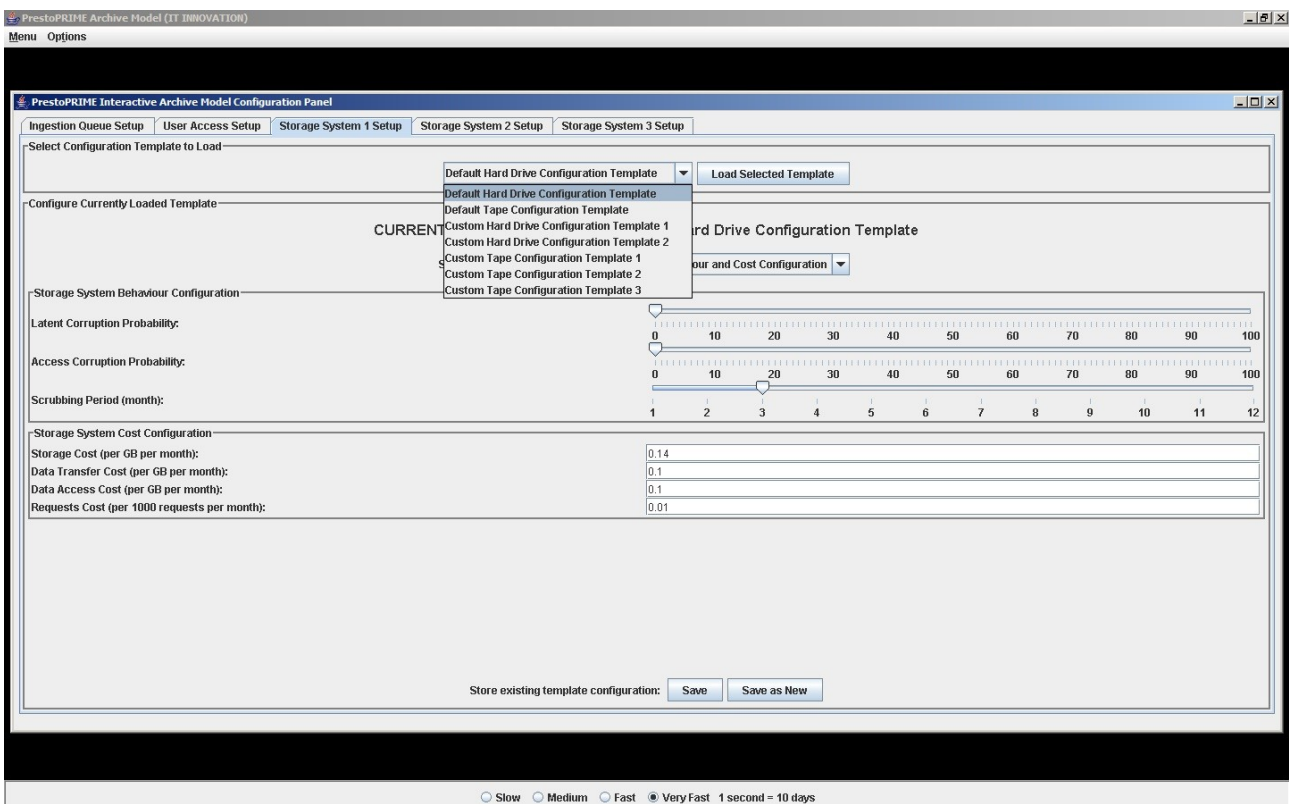 PrestoPRIME Archive Model (IT INNOVATION)
Menu Options
PrestoPRIME Interactive Archive Model Configuration Panel
Ingestion Queue Setup User Access Setup Storage System 1 Setup Storage System 2 Setup Storage System 3 Setup
Select Configuration Template to Load
Default Hard Drive Configuration Template Load Selected Template
Default Hard Drive Configuration Template
Default Tape Configuration Template
Configure Currently Loaded Template
Custom Hard Drive Configuration Template 1
CURRENT rd Drive Configuration Template
Custom Hard Drive Configuration Template 2
Custom Tape Configuration Template 1
S our and Cost Configuration
Custom Tape Configuration Template 2
Custom Tape Configuration Template 3
Storage System Behaviour Configuration
Latent Corruption Probability:
0 10 20 30 40 50 60 70 80 90 100
Access Corruption Probability:
0 10 20 30 40 50 60 70 80 90 100
Scrubbing Period (month):
1 2 3 4 5 6 7 8 9 10 11 12
Storage System Cost Configuration
Storage Cost (per GB per month): 0.14
Data Transfer Cost (per GB per month): 0.1
Data Access Cost (per GB per month): 0.1
Requests Cost (per 1000 requests per month): 0.01
Store existing template configuration: Save Save as New
Slow Medium Fast Very Fast 1 second = 10 days